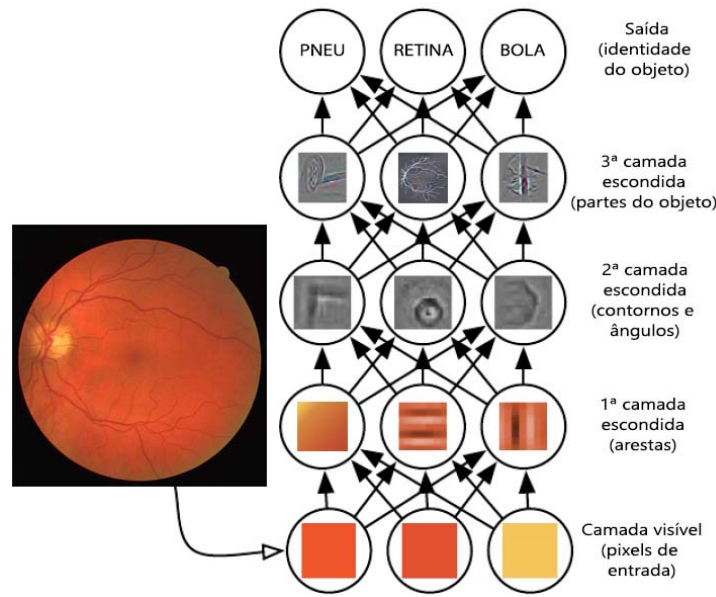 PNEU
RETINA
BOLA
Saída
(identidade
do objeto)
3ª camada
escondida
(partes do objeto)
2ª camada
escondida
(contornos e
ângulos)
1ª camada
escondida
(arestas)
Camada visível
(pixels de
entrada)